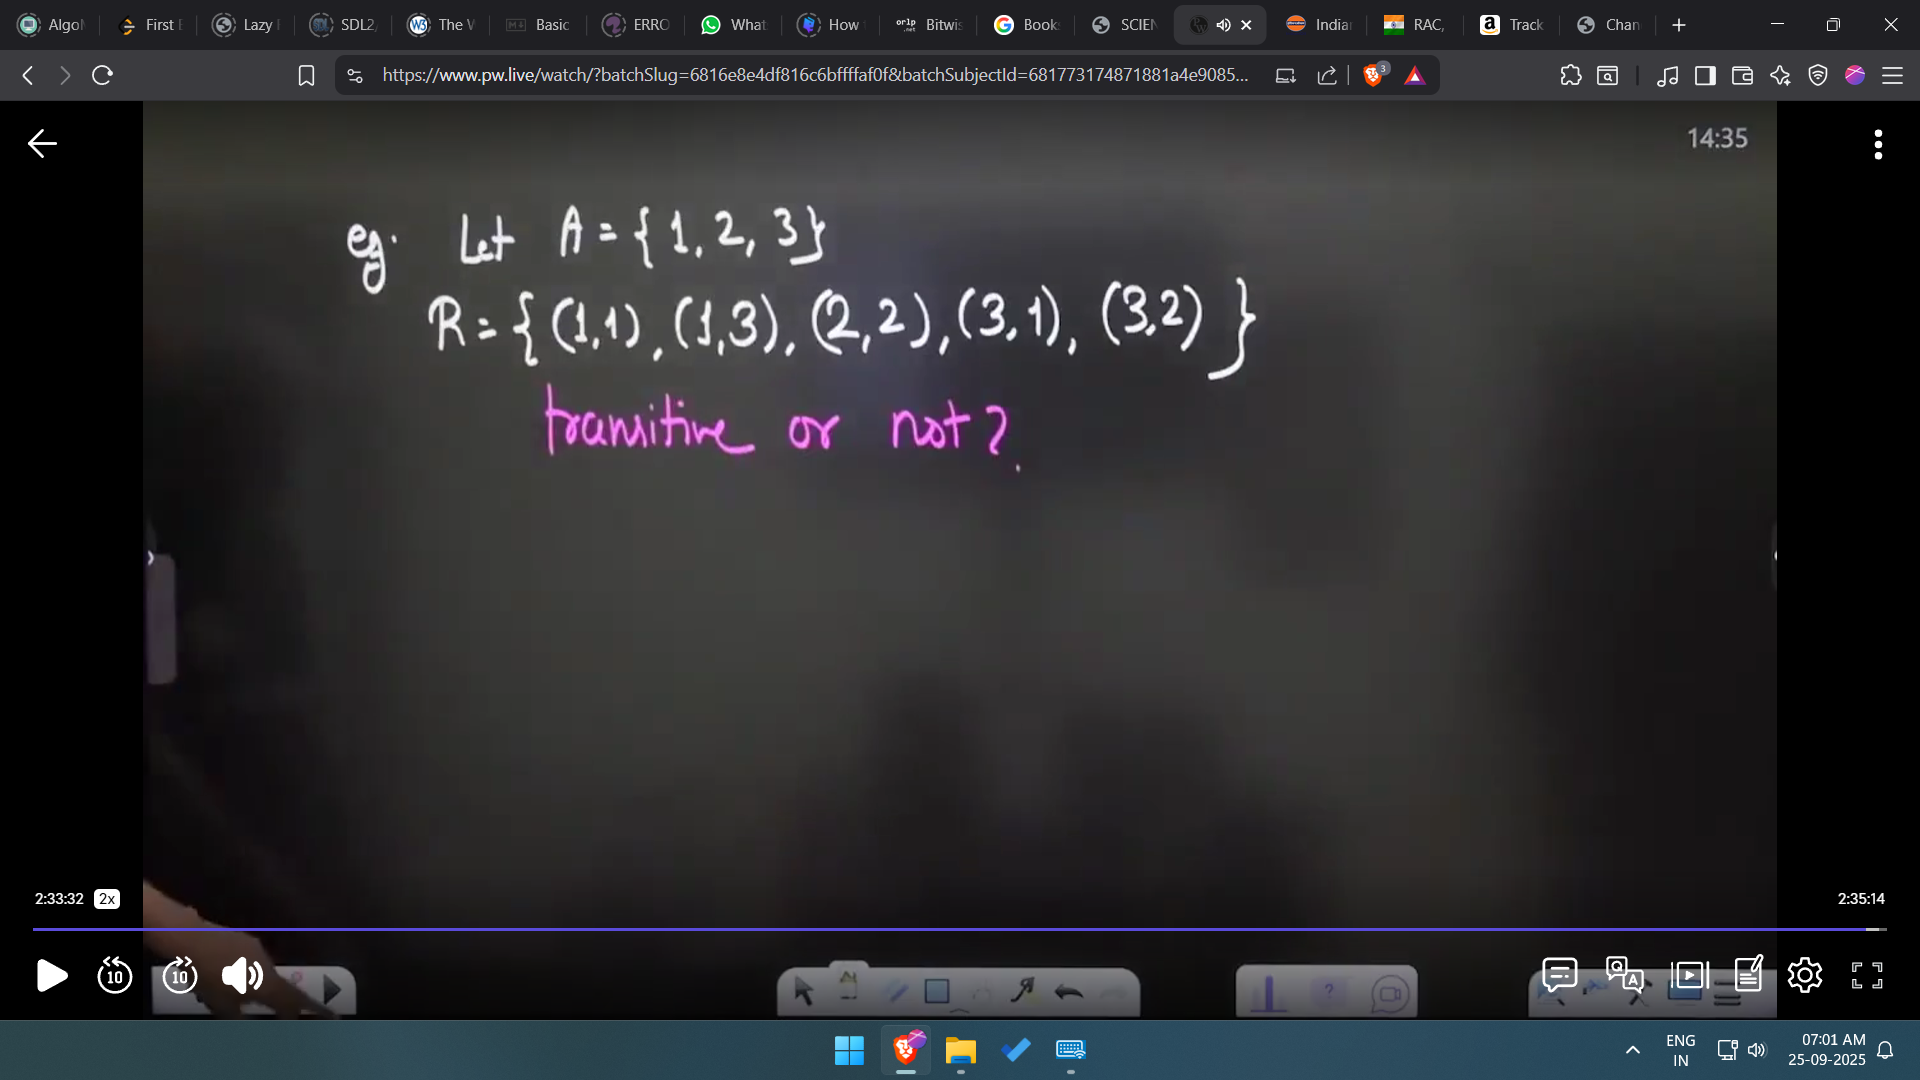 Algo
First
Lazy
SDL2
The W
Basic
ERRO
What
How
orlp .net Bitwis
Book
SCIEN
India
RAC,
Track
Chan
https://www.pw.live/watch/?batchSlug=6816e8e4df816c6bffffaf0f&batchSubjectId=681773174871881a4e9085...
3
14:35
eg. Let A = { 1, 2, 3}
R = { (1,1), (1,3), (2,2), (3,1), (3,2) }
transitive or not?
2:33:32 2x
2:35:14
10 10
ENG
IN
07:01 AM
25-09-2025